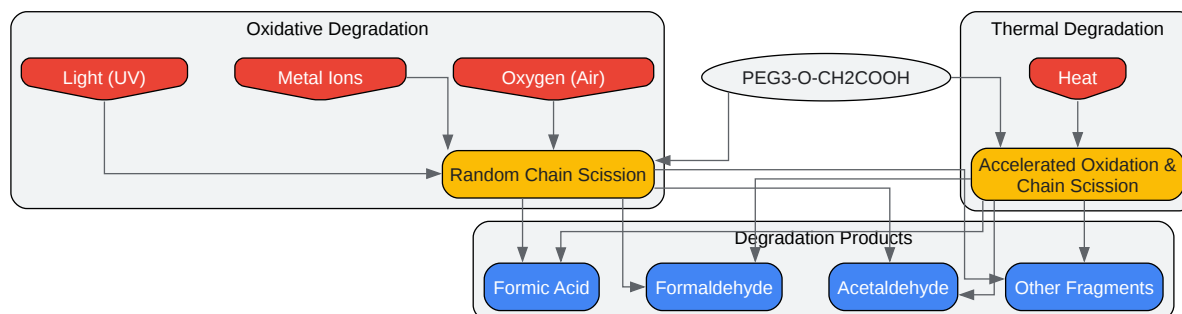 Oxidative Degradation
Thermal Degradation
Light (UV)
Metal Ions
Oxygen (Air)
PEG3-O-CH2COOH
Heat
Random Chain Scission
Accelerated Oxidation &
Chain Scission
Degradation Products
Formic Acid
Formaldehyde
Acetaldehyde
Other Fragments